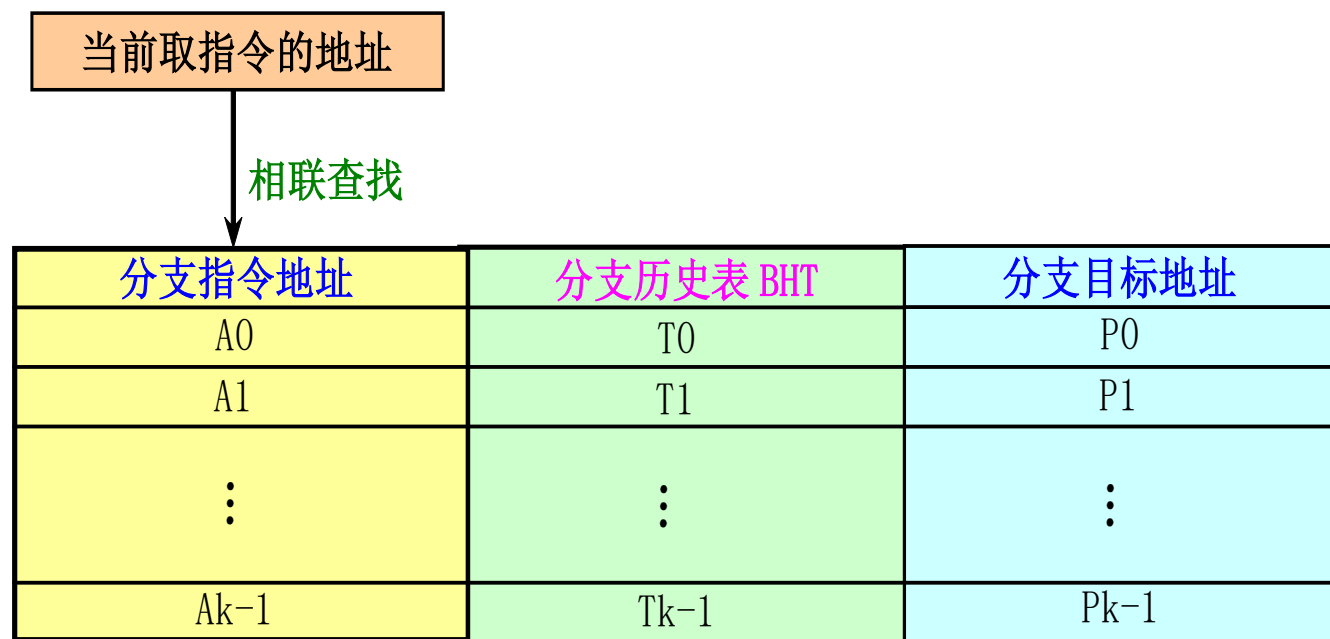 当前取指令的地址
相联查找
分支指令地址 分支历史表 BHT 分支目标地址
A0 T0 P0
A1 T1 P1
⋮ ⋮ ⋮
Ak-1 Tk-1 Pk-1